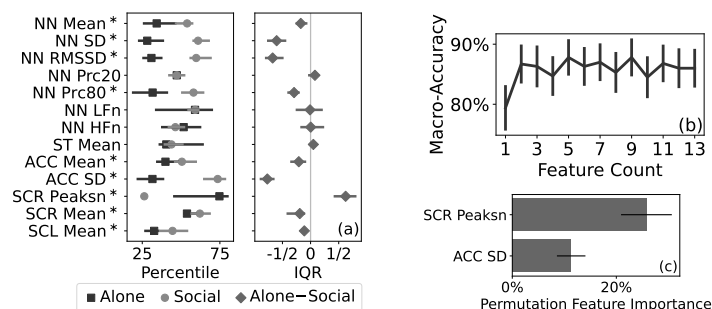 NN Mean *
NN SD *
NN RMSSD *
NN Prc20
NN Prc80 *
NN LFn
NN HFn
ST Mean
ACC Mean *
ACC SD *
SCR Peaksn *
SCR Mean *
SCL Mean *
25 75
Percentile
-1/2 0 1/2
IQR
(a)
Alone Social Alone−Social
Macro-Accuracy
90%
80%
(b)
1 3 5 7 9 11 13
Feature Count
SCR Peaksn
ACC SD
(c)
0% 20%
Permutation Feature Importance